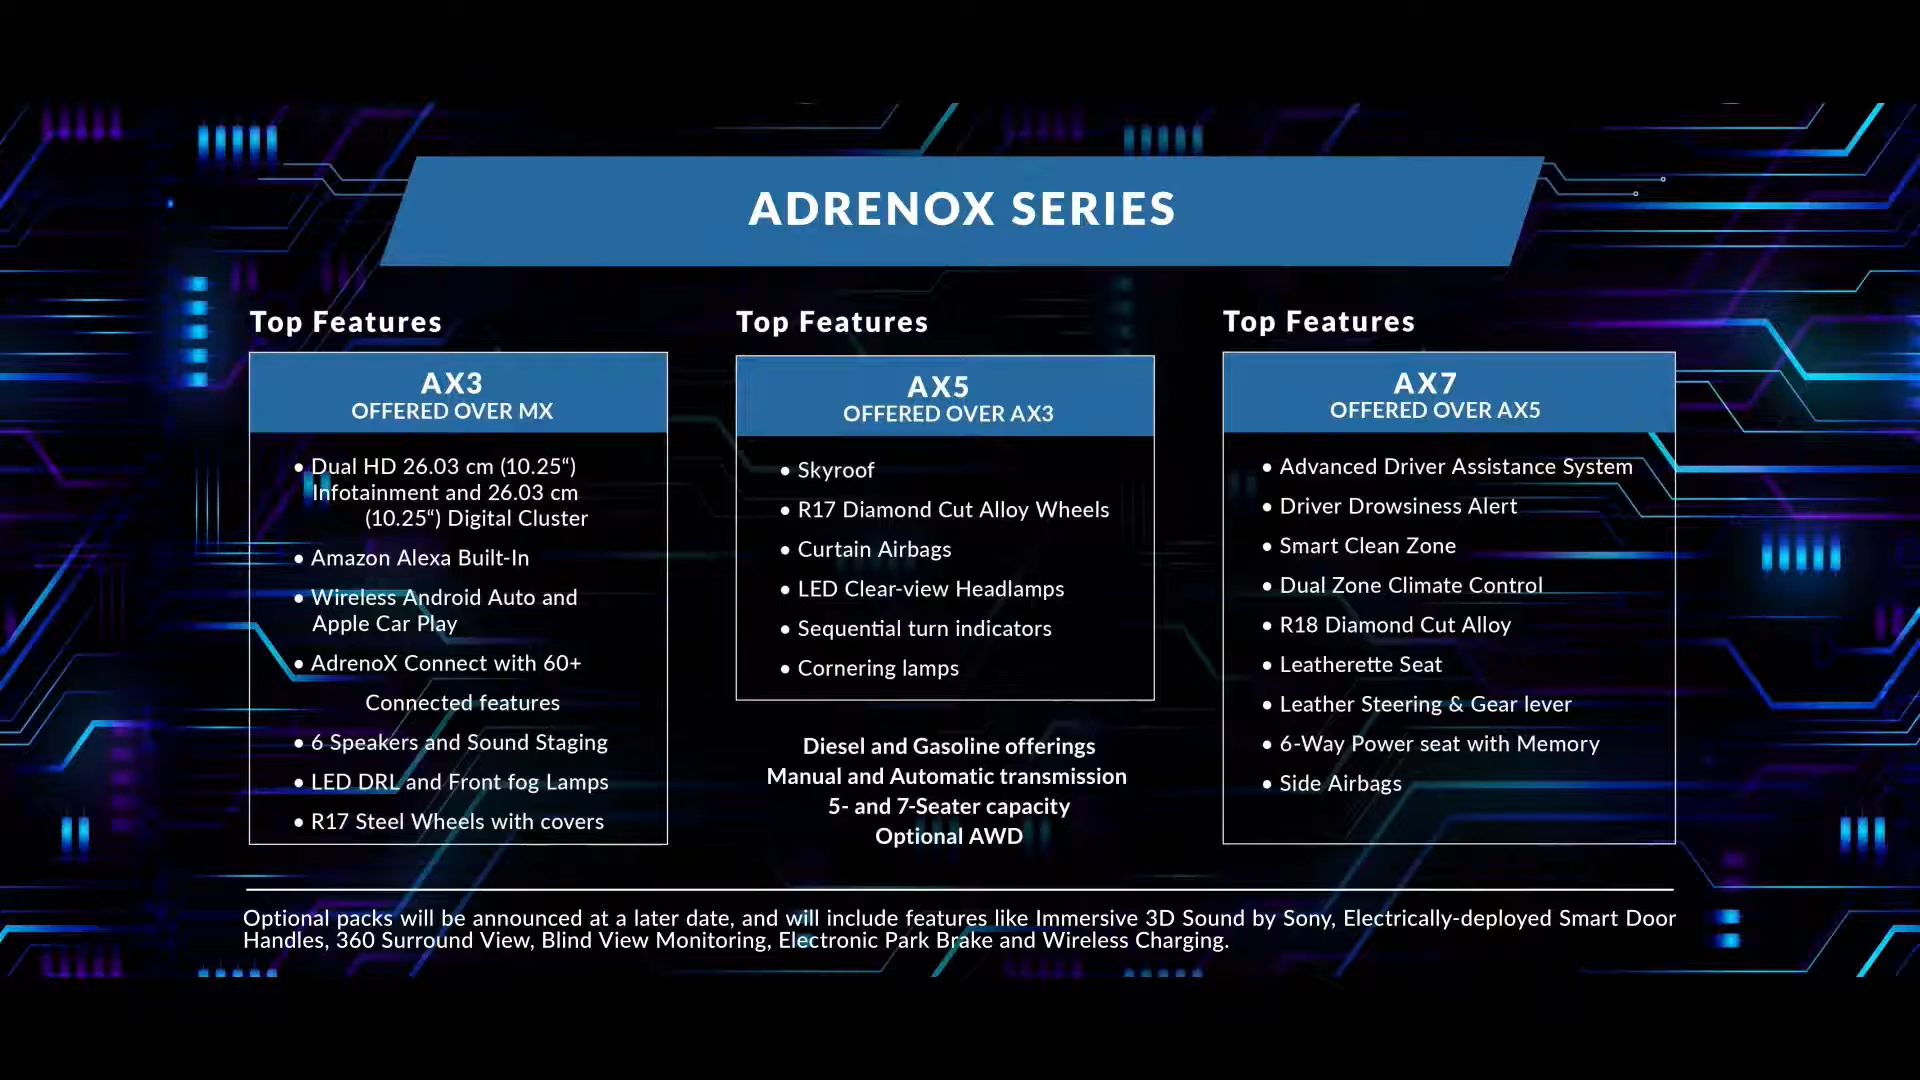 ADRENOX SERIES
Top Features
AX3
OFFERED OVER MX
• Dual HD 26.03 cm (10.25“)
Infotainment and 26.03 cm
(10.25“) Digital Cluster
• Amazon Alexa Built-In
• Wireless Android Auto and
Apple Car Play
• AdrenoX Connect with 60+
Connected features
• 6 Speakers and Sound Staging
• LED DRL and Front fog Lamps
• R17 Steel Wheels with covers
Top Features
AX5
OFFERED OVER AX3
• Skyroof
• R17 Diamond Cut Alloy Wheels
• Curtain Airbags
• LED Clear-view Headlamps
• Sequential turn indicators
• Cornering lamps
Diesel and Gasoline offerings
Manual and Automatic transmission
5- and 7-Seater capacity
Optional AWD
Top Features
AX7
OFFERED OVER AX5
• Advanced Driver Assistance System
• Driver Drowsiness Alert
• Smart Clean Zone
• Dual Zone Climate Control
• R18 Diamond Cut Alloy
• Leatherette Seat
• Leather Steering & Gear lever
• 6-Way Power seat with Memory
• Side Airbags
Optional packs will be announced at a later date, and will include features like Immersive 3D Sound by Sony, Electrically-deployed Smart Door
Handles, 360 Surround View, Blind View Monitoring, Electronic Park Brake and Wireless Charging.